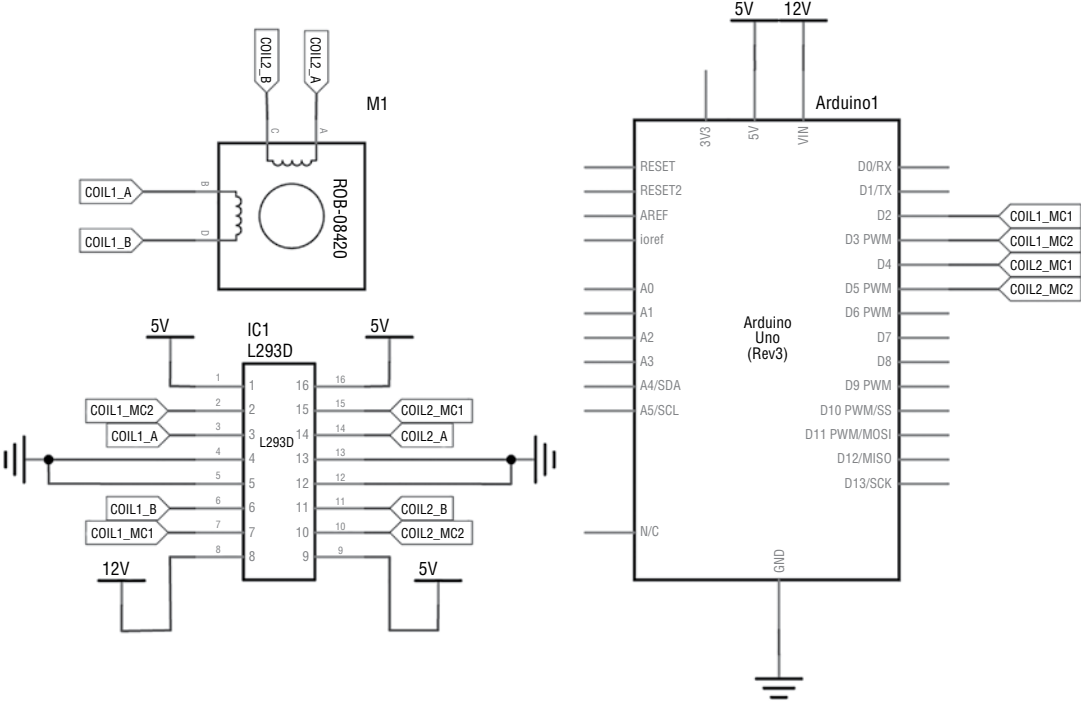 COIL2_B
COIL2_A
M1
C
A
COIL1_A
B
COIL1_B
D
ROB-08420
5V
IC1
L293D
5V
1
1
16
16
COIL1_MC2
2
2
15
15
COIL2_MC1
COIL1_A
3
3
L293D
14
14
COIL2_A
4
4
13
13
5
5
12
12
COIL1_B
6
6
11
11
COIL2_B
COIL1_MC1
7
7
10
10
COIL2_MC2
8
8
9
9
12V
5V
5V
12V
Arduino1
3V3
5V
VIN
RESET
RESET2
AREF
ioref
A0
A1
A2
A3
A4/SDA
A5/SCL
N/C
Arduino
Uno
(Rev3)
D0/RX
D1/TX
D2
COIL1_MC1
D3 PWM
COIL1_MC2
D4
COIL2_MC1
D5 PWM
COIL2_MC2
D6 PWM
D7
D8
D9 PWM
D10 PWM/SS
D11 PWM/MOSI
D12/MISO
D13/SCK
GND